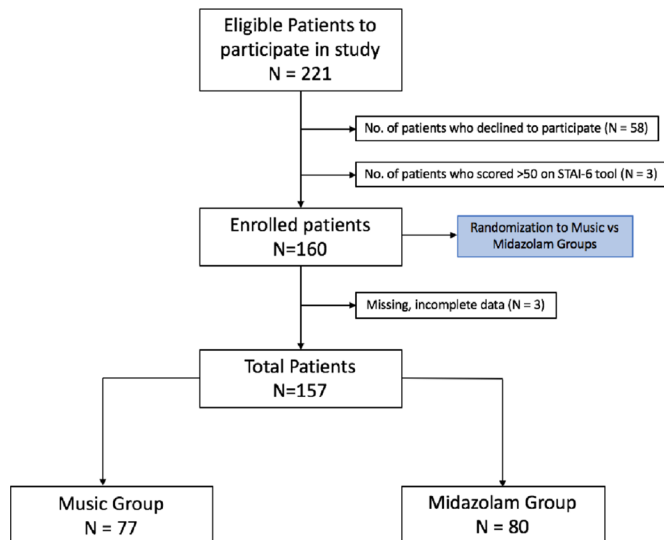 Eligible Patients to
participate in study
N = 221
No. of patients who declined to participate (N = 58)
No. of patients who scored >50 on STAI-6 tool (N = 3)
Enrolled patients
N=160
Randomization to Music vs
Midazolam Groups
Missing, incomplete data (N = 3)
Total Patients
N=157
Music Group
N = 77
Midazolam Group
N = 80